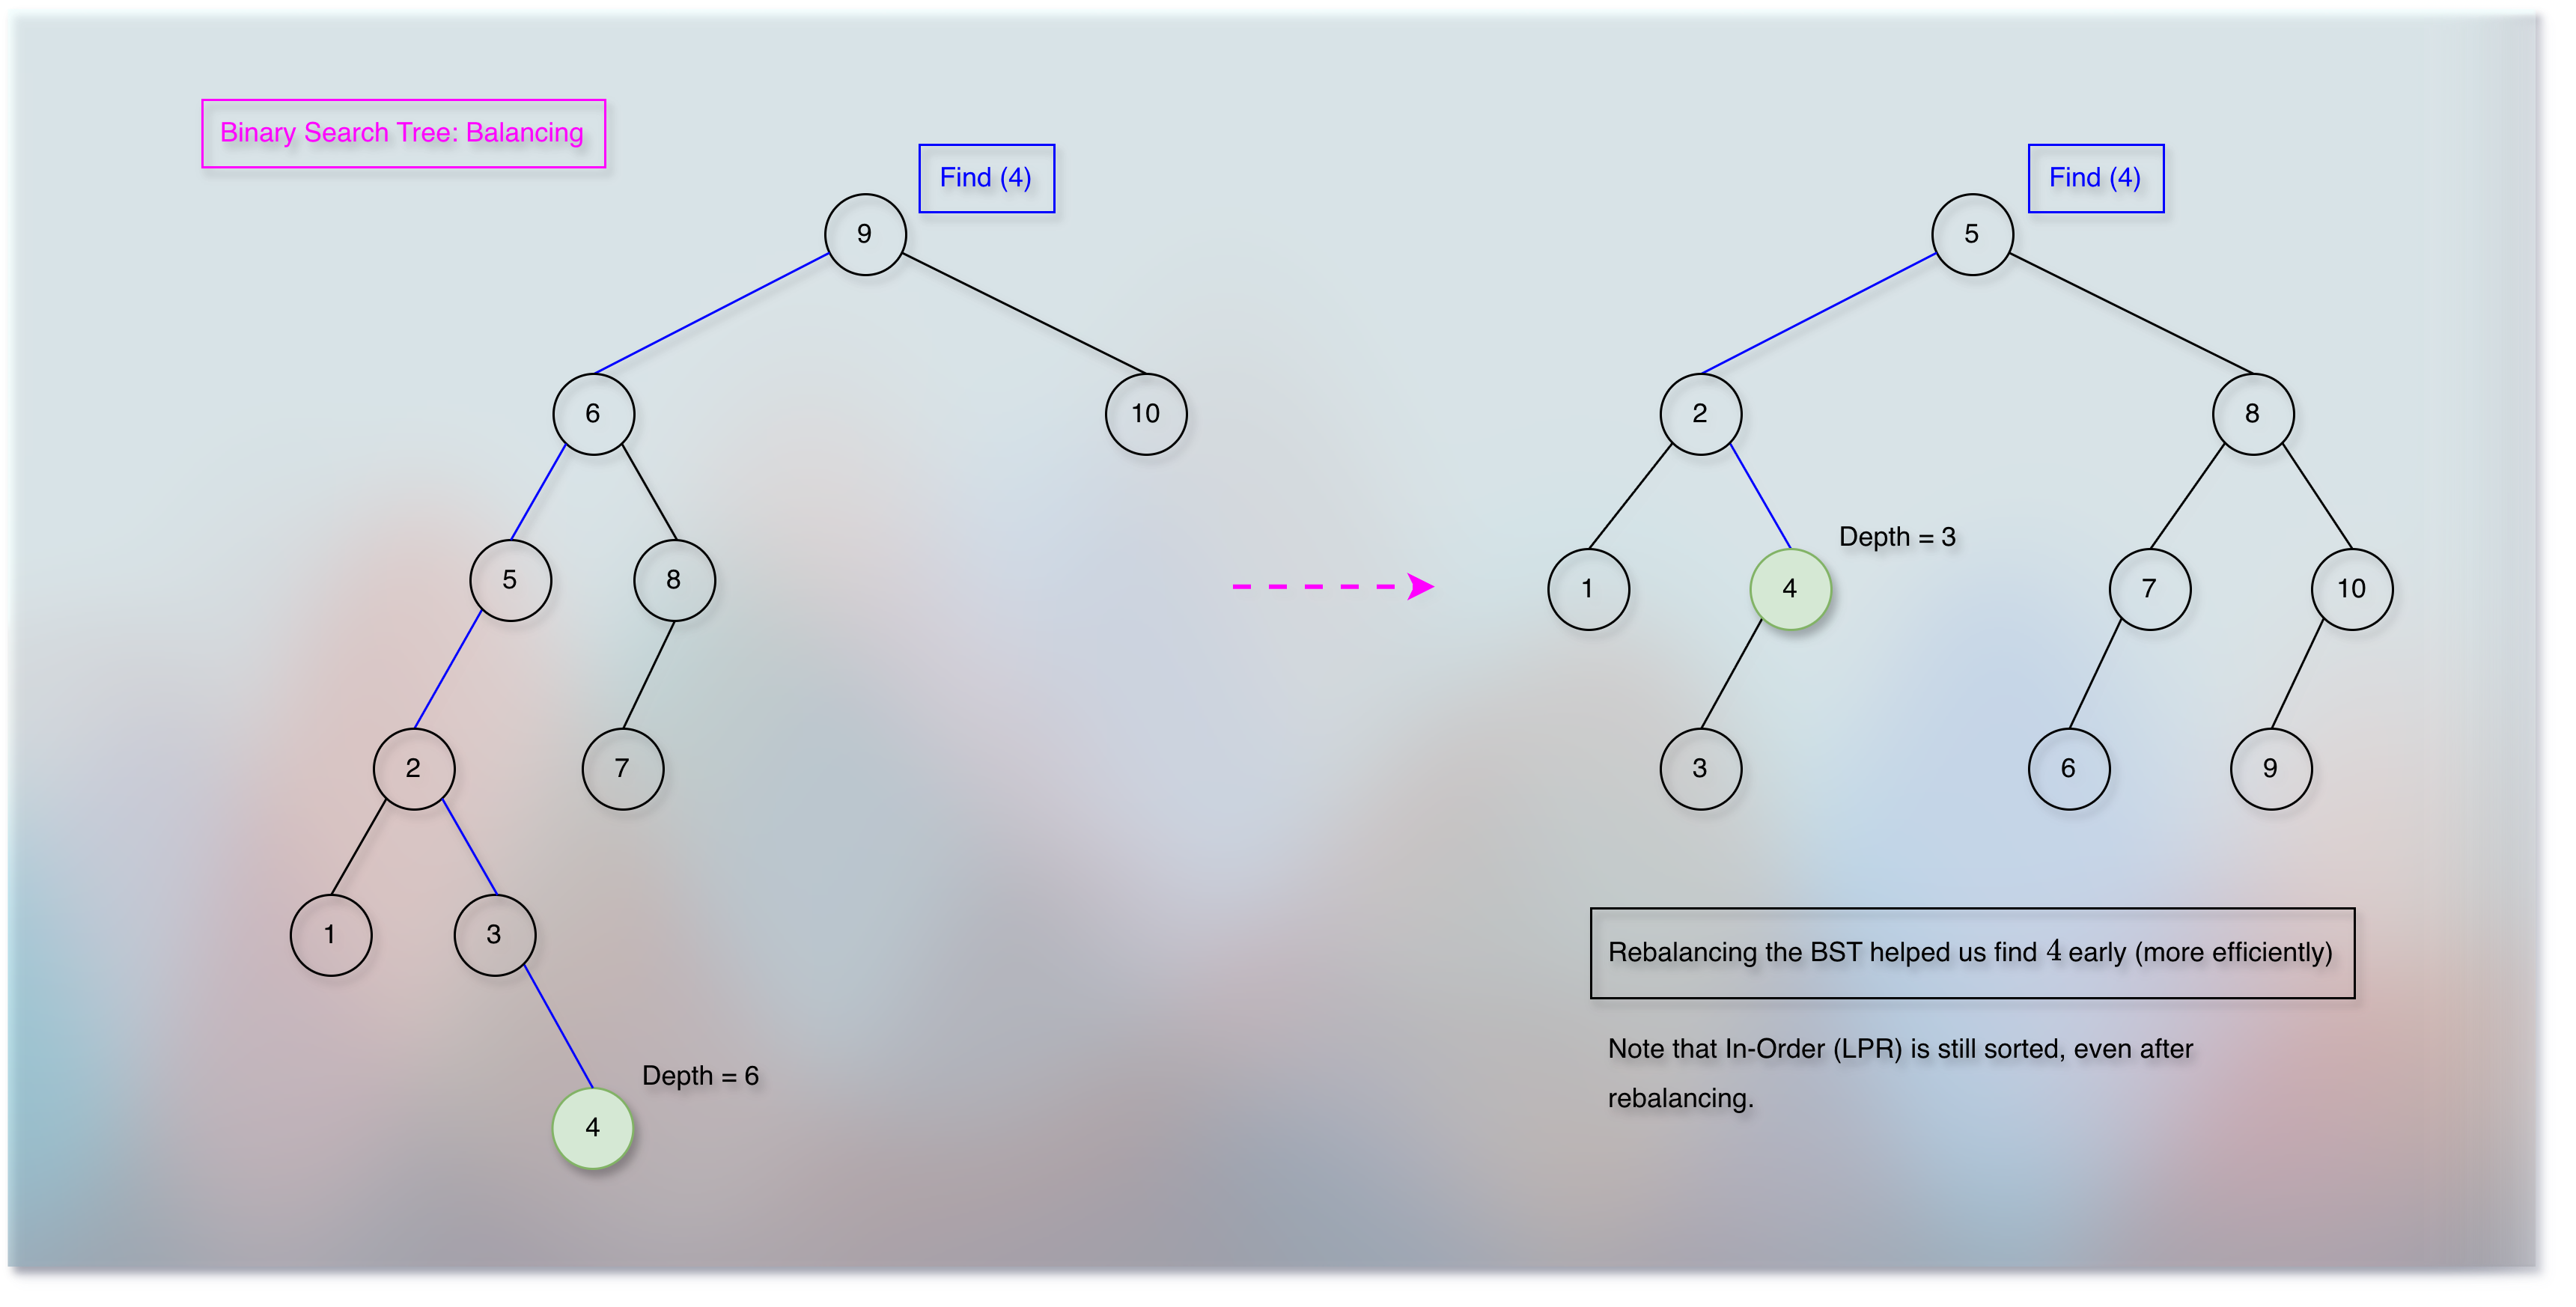 Binary Search Tree: Balancing
Find (4)
9
6
10
5
8
2
7
1
3
Depth = 6
4
Find (4)
5
2
8
Depth = 3
1
4
7
10
3
6
9
Rebalancing the BST helped us find 4 early (more efficiently)
Note that In-Order (LPR) is still sorted, even after
rebalancing.